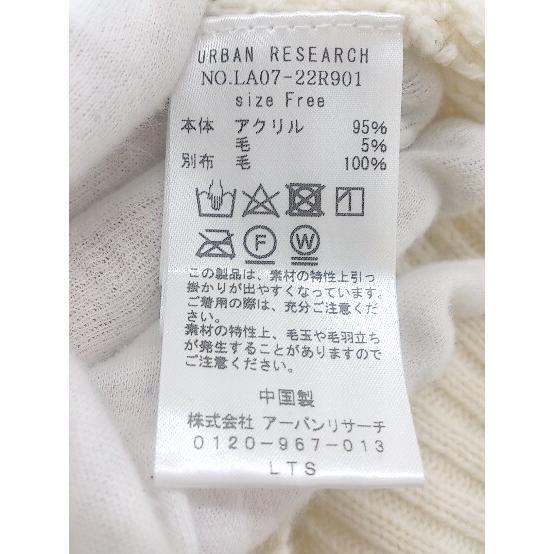 URBAN RESEARCH
NO.LA07-22R901
size Free
本体 アクリル 95%
毛 5%
別布 毛 100%
F W
この製品は、素材の特性上引っ
掛かりが出やすくなっています。
ご着用の際は、充分ご注意くだ
さい。
素材の特性上、毛玉や毛羽立ち
が発生することがありますので
ご注意ください。
中国製
株式会社 アーバンリサーチ
0120-967-013
LTS